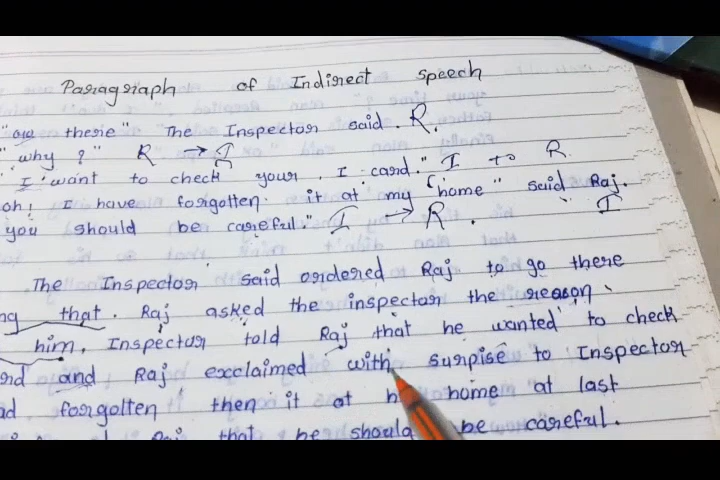 Paragraph of Indirect speech
there" The Inspector said. R.
"why ?" R → I
"I want to check your I card." I to R
oh! I have forgotten. it at my home" said Raj.
you should be careful." I → R. I
The Inspector said ordered Raj to go there
that. Raj asked the inspector the reason
him. Inspector told Raj that he wanted to check
and Raj exclaimed with surpise to Inspector
forgotten then it at home at last
Raj that he should be careful.